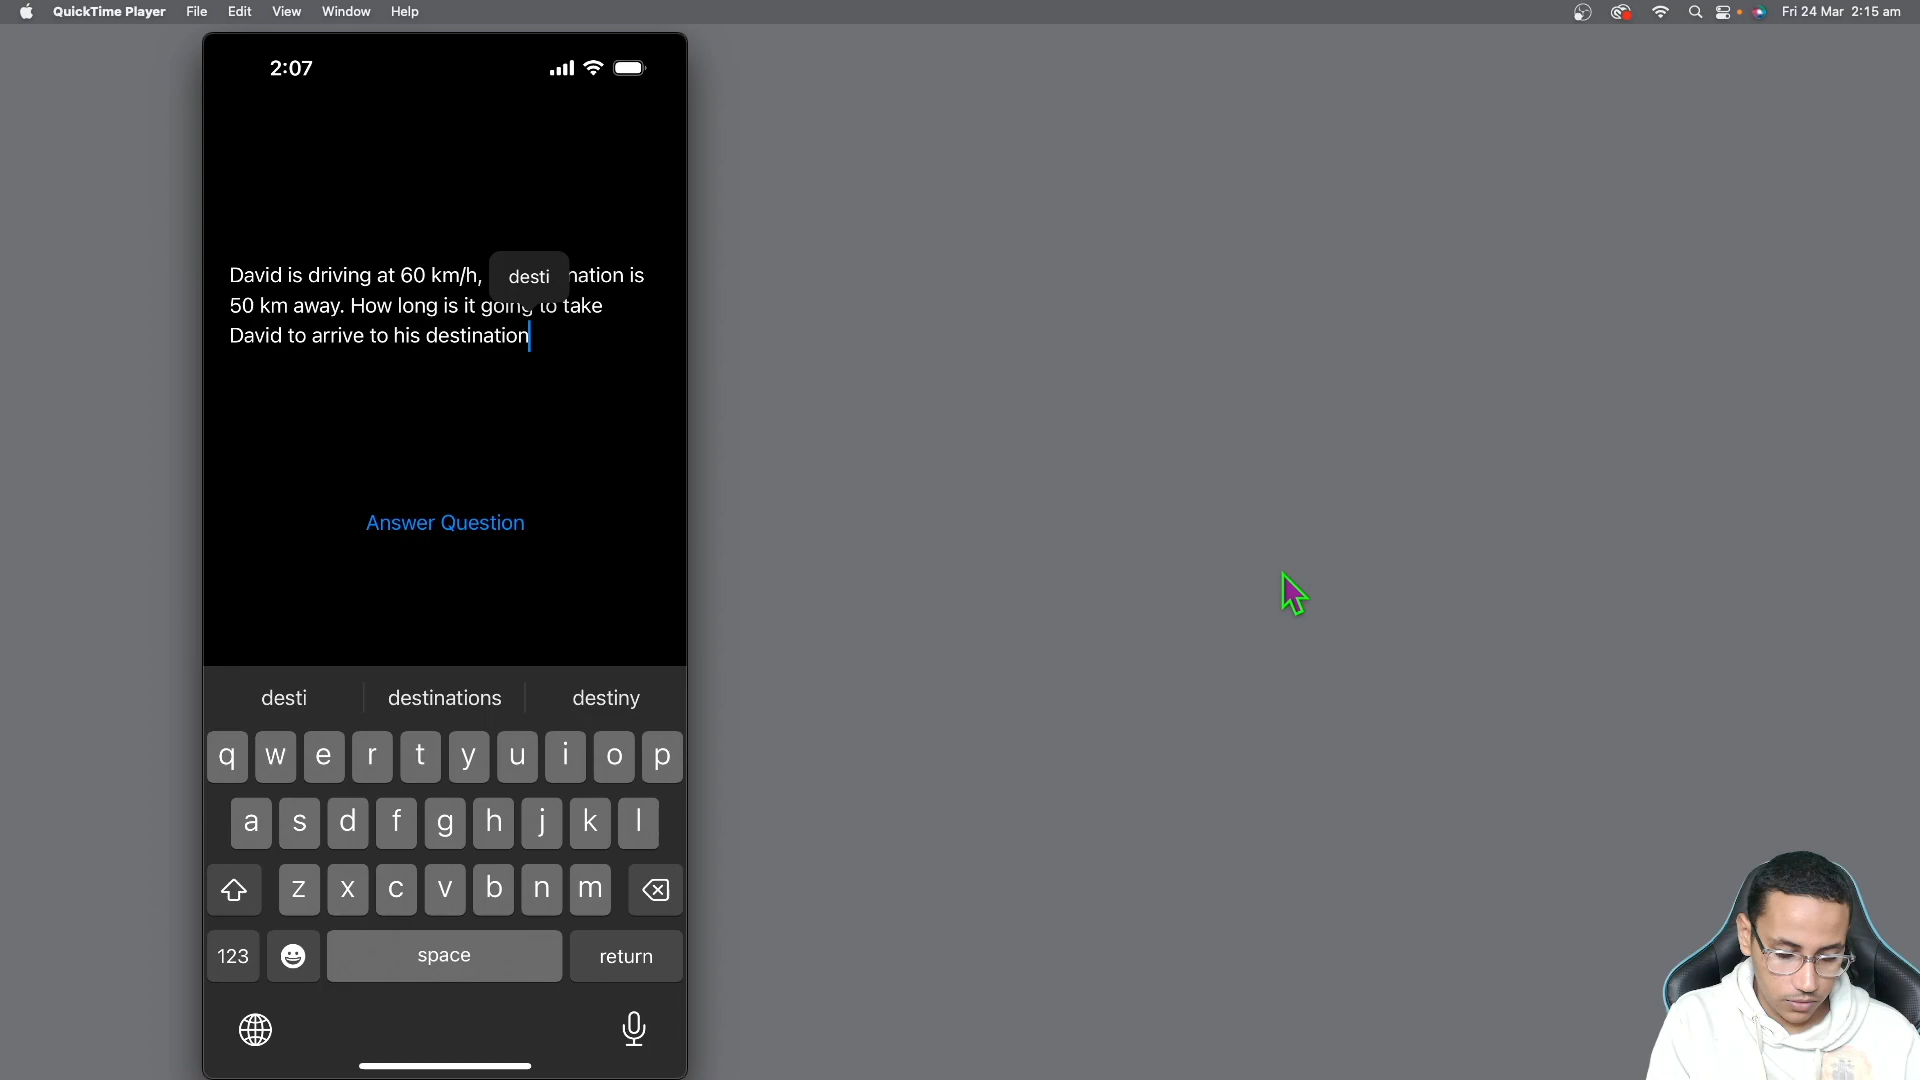 QuickTime Player File Edit View Window Help Fri 24 Mar 2:15 am
2:07
David is driving at 60 km/h, nation is
desti
50 km away. How long is it going to take
David to arrive to his destination
Answer Question
desti destinations destiny
q w e r t y u i o p
a s d f g h j k l
z x c v b n m
123 space return